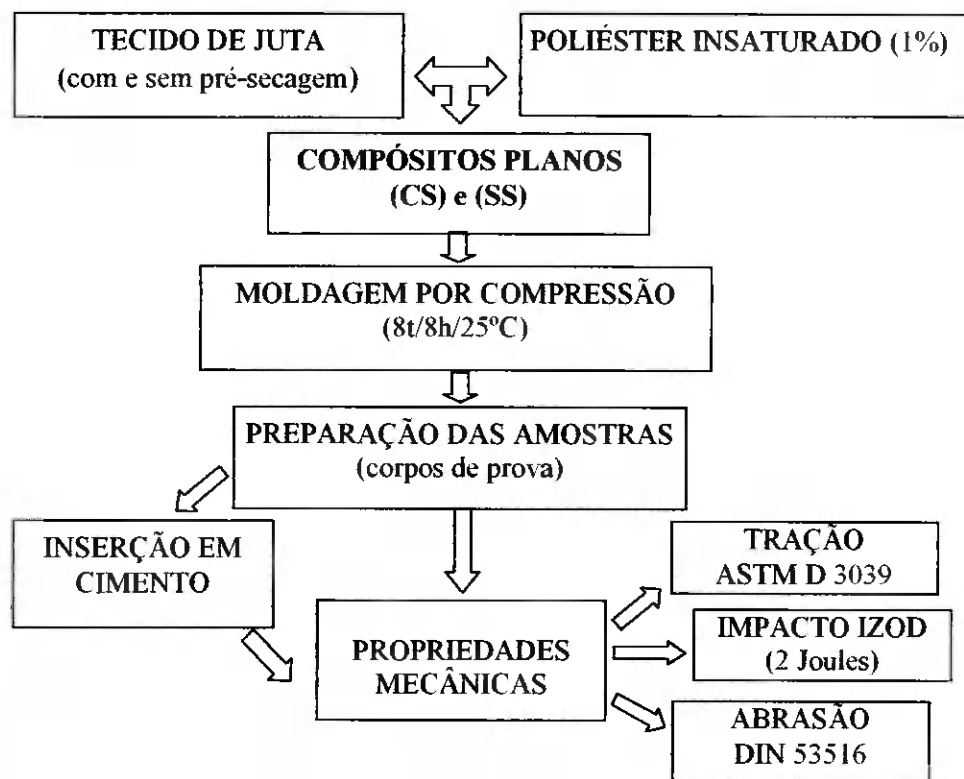 TECIDO DE JUTA
(com e sem pré-secagem)
POLIÉSTER INSATURADO (1%)
COMPÓSITOS PLANOS
(CS) e (SS)
MOLDAGEM POR COMPRESSÃO
(8t/8h/25ºC)
PREPARAÇÃO DAS AMOSTRAS
(corpos de prova)
INSERÇÃO EM
CIMENTO
PROPRIEDADES
MECÂNICAS
TRAÇÃO
ASTM D 3039
IMPACTO IZOD
(2 Joules)
ABRASÃO
DIN 53516